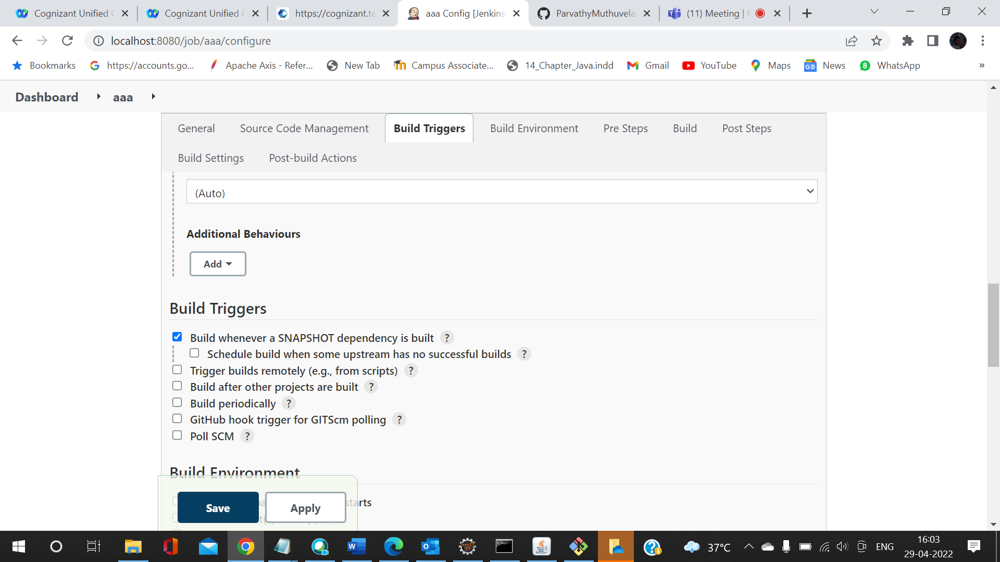 Cognizant Unified
Cognizant Unified
https://cognizant.te
aaa Config [Jenkins
ParvathyMuthuvela
(11) Meeting |
localhost:8080/job/aaa/configure
Bookmarks
https://accounts.go...
Apache Axis - Refer...
New Tab
Campus Associate...
14_Chapter_Java.indd
Gmail
YouTube
Maps
News
WhatsApp
»
Dashboard
aaa
General
Source Code Management
Build Triggers
Build Environment
Pre Steps
Build
Post Steps
Build Settings
Post-build Actions
(Auto)
Additional Behaviours
Add
Build Triggers
Build whenever a SNAPSHOT dependency is built ?
Schedule build when some upstream has no successful builds ?
Trigger builds remotely (e.g., from scripts) ?
Build after other projects are built ?
Build periodically ?
GitHub hook trigger for GITScm polling ?
Poll SCM ?
Build Environment
starts
Save
Apply
37°C
ENG
16:03
29-04-2022